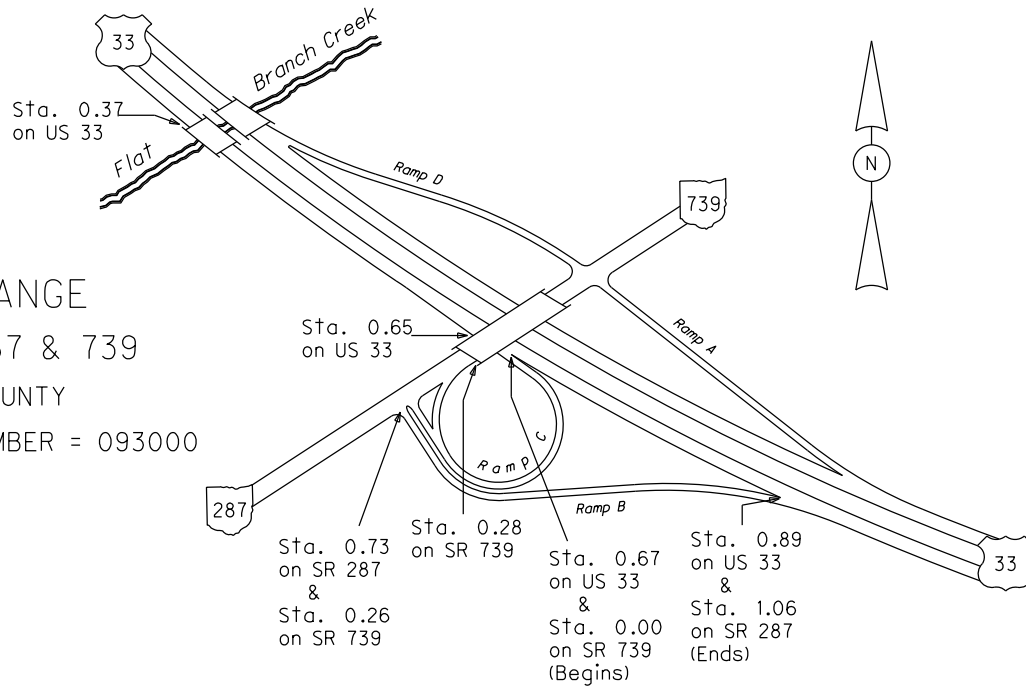 33
Branch Creek
Sta. 0.37
on US 33
Flat
Ramp D
N
739
ANGE
37 & 739
UNTY
MBER = 093000
Sta. 0.65
on US 33
Ramp A
Ramp C
287
Ramp B
Sta. 0.73
on SR 287
&
Sta. 0.26
on SR 739
Sta. 0.28
on SR 739
Sta. 0.67
on US 33
&
Sta. 0.00
on SR 739
(Begins)
Sta. 0.89
on US 33
&
Sta. 1.06
on SR 287
(Ends)
33